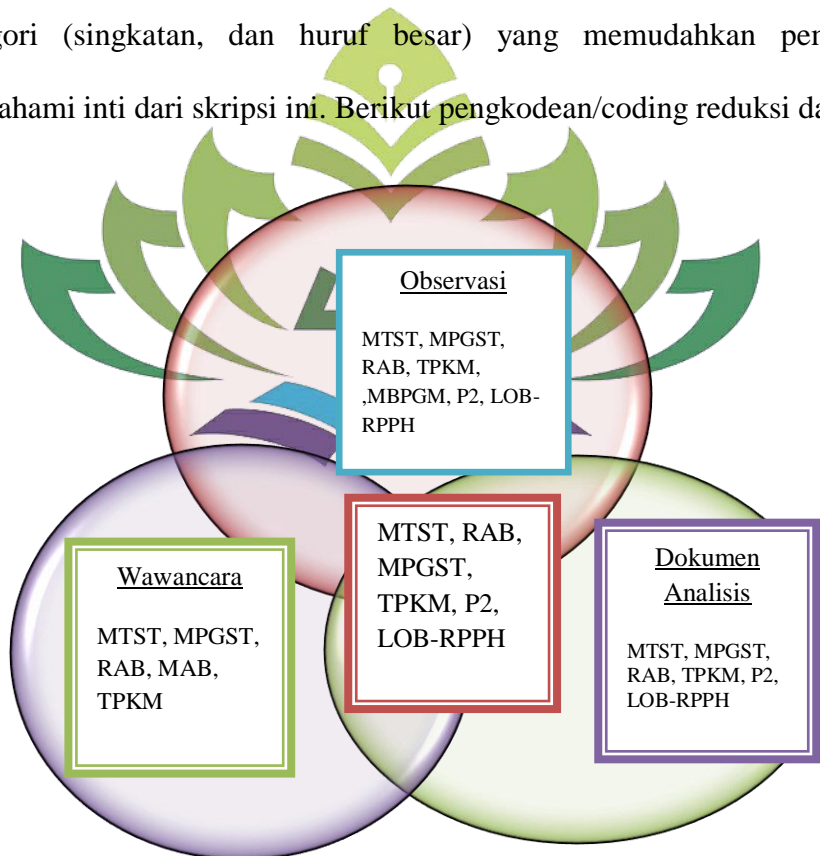 gori (singkatan, dan huruf besar) yang memudahkan pen
ahami inti dari skripsi ini. Berikut pengkodean/coding reduksi da
Observasi
MTST, MPGST,
RAB, TPKM,
,MBPGM, P2, LOB-
RPPH
Wawancara
MTST, MPGST,
RAB, MAB,
TPKM
MTST, RAB,
MPGST,
TPKM, P2,
LOB-RPPH
Dokumen
Analisis
MTST, MPGST,
RAB, TPKM, P2,
LOB-RPPH